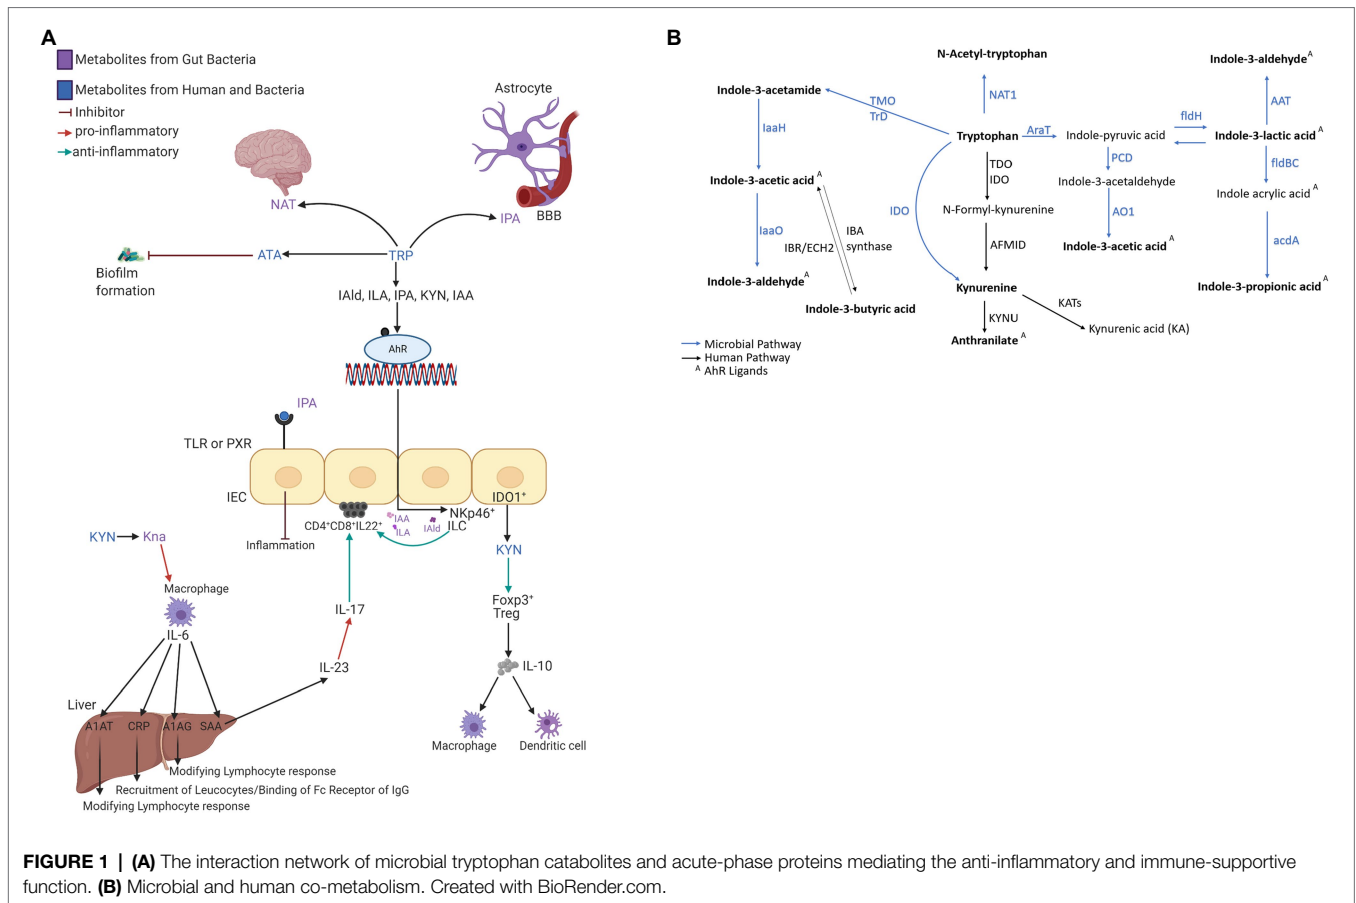 A
Metabolites from Gut Bacteria
Metabolites from Human and Bacteria
Inhibitor
pro-inflammatory
anti-inflammatory
Astrocyte
NAT
IPA
BBB
ATA
TRP
Biofilm
formation
IAld, ILA, IPA, KYN, IAA
AhR
IPA
TLR or PXR
IEC
IDO1+
NKp46+
ILC
CD4+CD8+IL22+
IAA
ILA
IAld
Inflammation
KYN
Kna
KYN
Macrophage
IL-17
Foxp3+
Treg
IL-6
IL-23
IL-10
Liver
A1AT
CRP
A1AG
SAA
Macrophage
Dendritic cell
Modifying Lymphocyte response
Recruitment of Leucocytes/Binding of Fc Receptor of IgG
Modifying Lymphocyte response
B
N-Acetyl-tryptophan
Indole-3-aldehyde A
Indole-3-acetamide
TMO
TrD
NAT1
AAT
fldH
IaaH
Tryptophan
AraT
Indole-pyruvic acid
Indole-3-lactic acid A
TDO
IDO
PCD
fldBC
Indole-3-acetic acid A
Indole-3-acetaldehyde
Indole acrylic acid A
IDO
N-Formyl-kynurenine
AO1
IaaO
IBR/ECH2
IBA
synthase
AFMID
Indole-3-acetic acid A
acdA
Indole-3-aldehyde A
Kynurenine
Indole-3-propionic acid A
Indole-3-butyric acid
KATs
KYNU
Kynurenic acid (KA)
Anthranilate A
Microbial Pathway
Human Pathway
A AhR Ligands
FIGURE 1 | (A) The interaction network of microbial tryptophan catabolites and acute-phase proteins mediating the anti-inflammatory and immune-supportive
function. (B) Microbial and human co-metabolism. Created with BioRender.com.